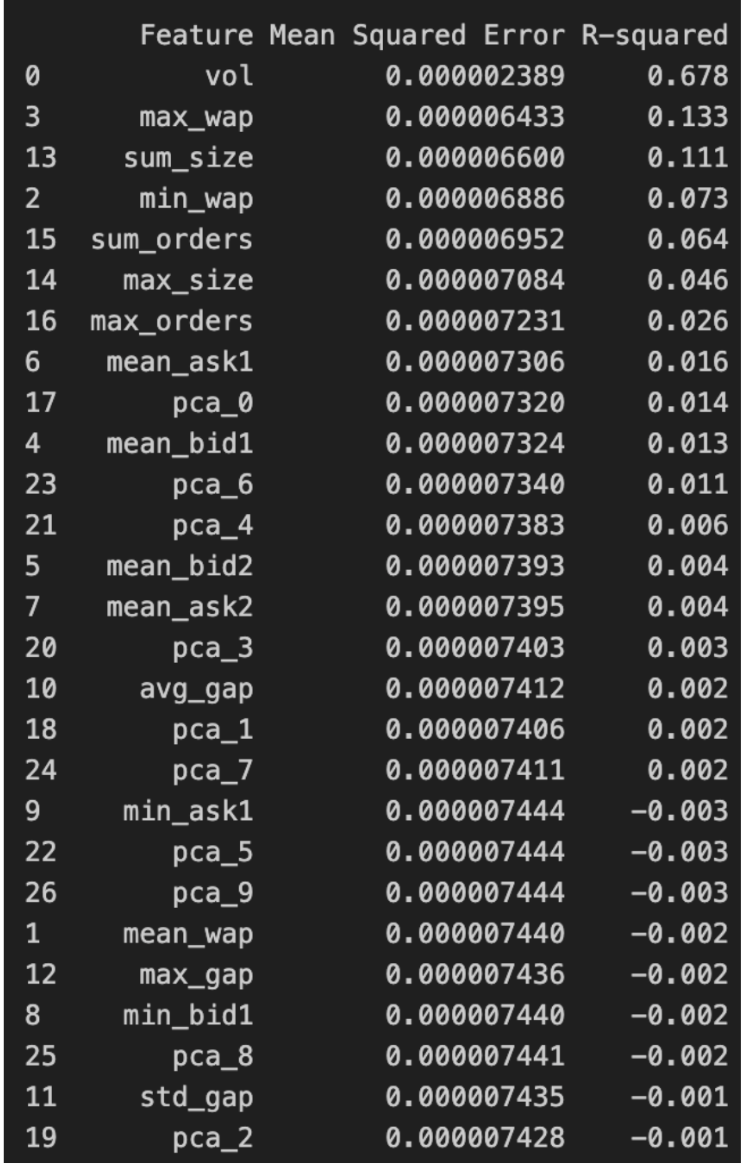 Feature Mean Squared Error R-squared
0 vol 0.000002389 0.678
3 max_wap 0.000006433 0.133
13 sum_size 0.000006600 0.111
2 min_wap 0.000006886 0.073
15 sum_orders 0.000006952 0.064
14 max_size 0.000007084 0.046
16 max_orders 0.000007231 0.026
6 mean_ask1 0.000007306 0.016
17 pca_0 0.000007320 0.014
4 mean_bid1 0.000007324 0.013
23 pca_6 0.000007340 0.011
21 pca_4 0.000007383 0.006
5 mean_bid2 0.000007393 0.004
7 mean_ask2 0.000007395 0.004
20 pca_3 0.000007403 0.003
10 avg_gap 0.000007412 0.002
18 pca_1 0.000007406 0.002
24 pca_7 0.000007411 0.002
9 min_ask1 0.000007444 -0.003
22 pca_5 0.000007444 -0.003
26 pca_9 0.000007444 -0.003
1 mean_wap 0.000007440 -0.002
12 max_gap 0.000007436 -0.002
8 min_bid1 0.000007440 -0.002
25 pca_8 0.000007441 -0.002
11 std_gap 0.000007435 -0.001
19 pca_2 0.000007428 -0.001